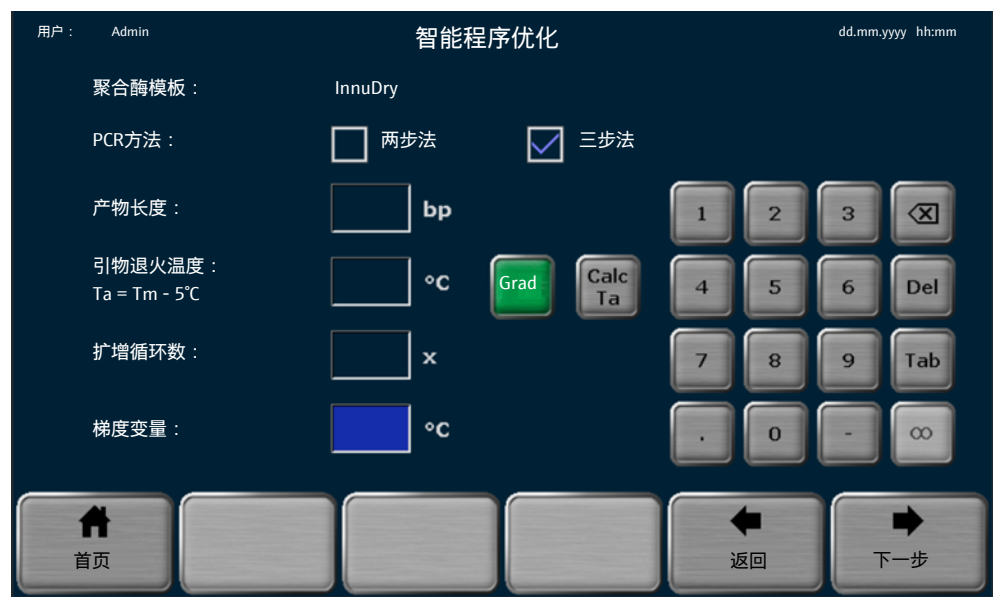 用户： Admin 智能程序优化 dd.mm.yyyy hh:mm
聚合酶模板： InnuDry
PCR方法： 两步法 三步法
产物长度： bp
引物退火温度：
Ta = Tm - 5℃
°C Grad Calc Ta
扩增循环数： x
梯度变量： °C
1 2 3
4 5 6 Del
7 8 9 Tab
. 0 - ∞
首页 返回 下一步